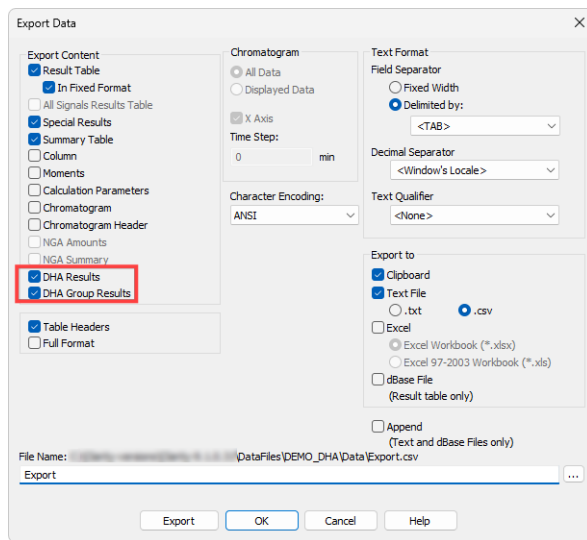 Export Data
Export Content
Result Table
In Fixed Format
All Signals Results Table
Special Results
Summary Table
Column
Moments
Calculation Parameters
Chromatogram
Chromatogram Header
NGA Amounts
NGA Summary
DHA Results
DHA Group Results
Table Headers
Full Format
Chromatogram
All Data
Displayed Data
X Axis
Time Step:
0 min
Character Encoding:
ANSI
Text Format
Field Separator
Fixed Width
Delimited by:
<TAB>
Decimal Separator
<Window's Locale>
Text Qualifier
<None>
Export to
Clipboard
Text File
.txt .csv
Excel
Excel Workbook (*.xlsx)
Excel 97-2003 Workbook (*.xls)
dBase File
(Result table only)
Append
(Text and dBase Files only)
File Name: \DataFiles\DEMO_DHA\Data\Export.csv
Export
...
Export OK Cancel Help